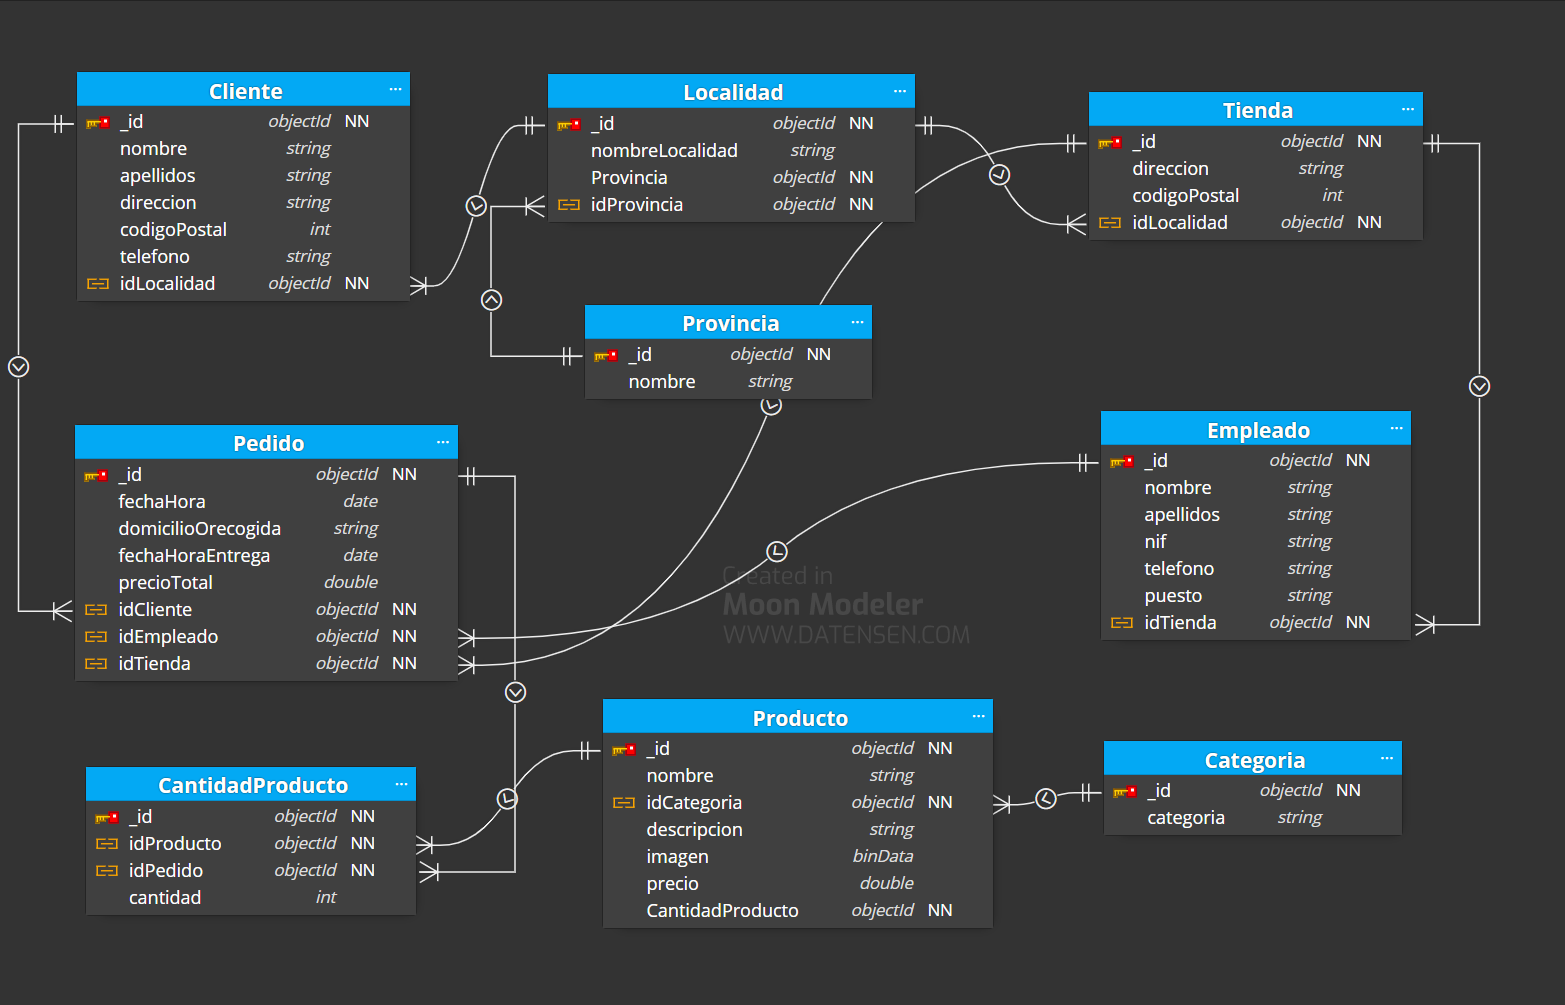 Cliente ...
_id objectId NN
nombre string
apellidos string
direccion string
codigoPostal int
telefono string
idLocalidad objectId NN
Localidad ...
_id objectId NN
nombreLocalidad string
Provincia objectId NN
idProvincia objectId NN
Tienda ...
_id objectId NN
direccion string
codigoPostal int
idLocalidad objectId NN
Provincia ...
_id objectId NN
nombre string
Pedido ...
_id objectId NN
fechaHora date
domicilioOrecogida string
fechaHoraEntrega date
precioTotal double
idCliente objectId NN
idEmpleado objectId NN
idTienda objectId NN
Empleado ...
_id objectId NN
nombre string
apellidos string
nif string
telefono string
puesto string
idTienda objectId NN
Created in
Moon Modeler
WWW.DATENSEN.COM
CantidadProducto ...
_id objectId NN
idProducto objectId NN
idPedido objectId NN
cantidad int
Producto ...
_id objectId NN
nombre string
idCategoria objectId NN
descripcion string
imagen binData
precio double
CantidadProducto objectId NN
Categoria ...
_id objectId NN
categoria string